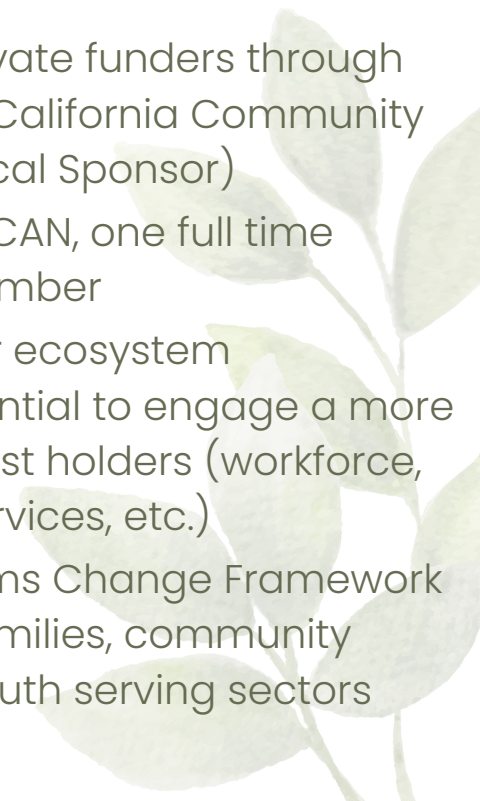 vate funders through
California Community
cal Sponsor)
CAN, one full time
mber
r ecosystem
ntial to engage a more
st holders (workforce,
rvices, etc.)
ms Change Framework
milies, community
uth serving sectors